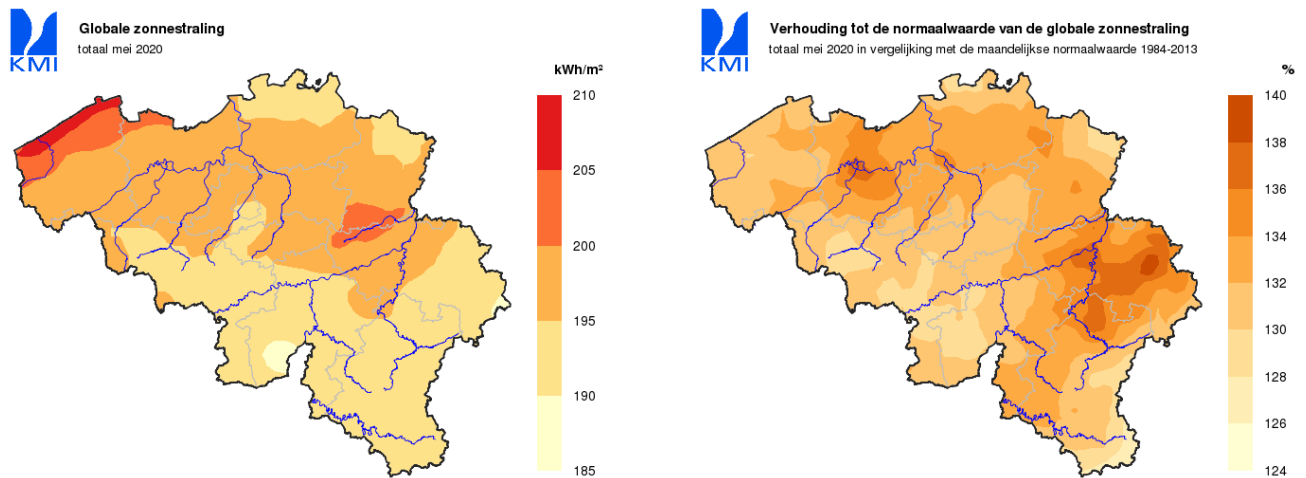 KMI
Globale zonnestraling
totaal mei 2020
kWh/m²
210
205
200
195
190
185
KMI
Verhouding tot de normaalwaarde van de globale zonnestraling
totaal mei 2020 in vergelijking met de maandelijkse normaalwaarde 1984-2013
%
140
138
136
134
132
130
128
126
124